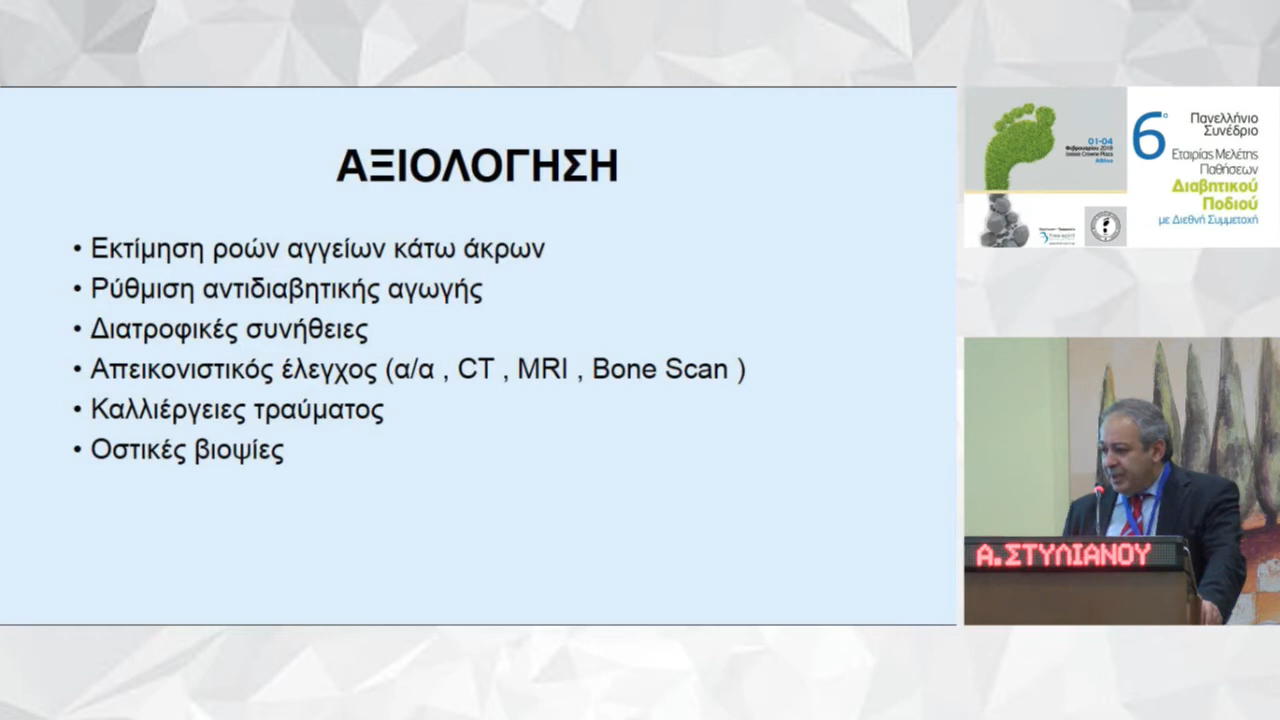 ΑΞΙΟΛΟΓΗΣΗ
• Εκτίμηση ροών αγγείων κάτω άκρων
• Ρύθμιση αντιδιαβητικής αγωγής
• Διατροφικές συνήθειες
• Απεικονιστικός έλεγχος (α/α , CT , MRI , Bone Scan )
• Καλλιέργειες τραύματος
• Οστικές βιοψίες
01-04
Φεβρουαρίου 2018
Crowne Plaza
Αθήνα
6ο
Πανελλήνιο
Συνέδριο
Εταιρίας Μελέτης
Παθήσεων
Διαβητικού
Ποδιού
με Διεθνή Συμμετοχή
Α.ΣΤΥΛΙΑΝΟΥ